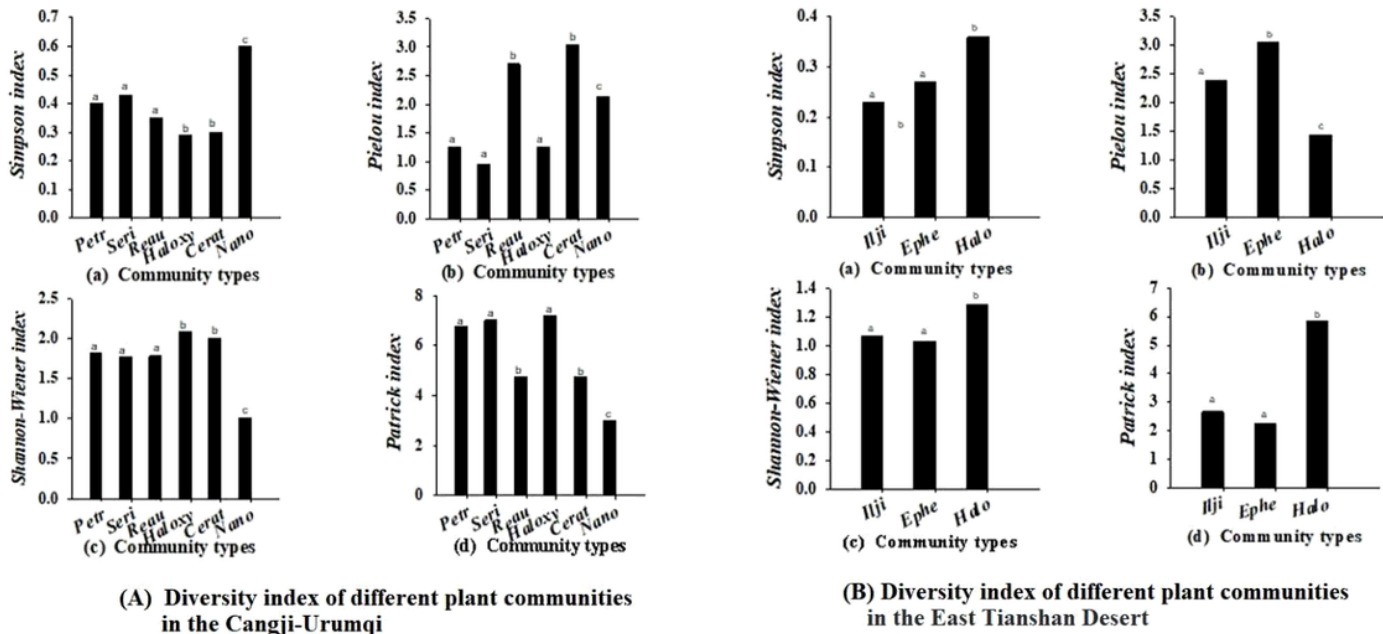 0.7
0.6
0.5
0.4
0.3
0.2
0.1
0.0
Simpson index
a
a
a
b
b
c
Petr
Seri
Reau
Haloxy
Cerat
Nano
(a) Community types
3.5
3.0
2.5
2.0
1.5
1.0
0.5
0.0
Pielou index
a
a
b
a
b
c
Petr
Seri
Reau
Haloxy
Cerat
Nano
(b) Community types
2.5
2.0
1.5
1.0
0.5
0.0
Shannon-Wiener index
a
a
a
b
b
c
Petr
Seri
Reau
Haloxy
Cerat
Nano
(c) Community types
8
6
4
2
0
Patrick index
a
a
b
a
b
c
Petr
Seri
Reau
Haloxy
Cerat
Nano
(d) Community types
(A) Diversity index of different plant communities
in the Cangji-Urumqi
0.4
0.3
0.2
0.1
0.0
Simpson index
a
b
a
b
Ilji
Ephe
Halo
(a) Community types
3.5
3.0
2.5
2.0
1.5
1.0
0.5
0.0
Pielou index
a
b
c
Ilji
Ephe
Halo
(b) Community types
1.4
1.2
1.0
0.8
0.6
0.4
0.2
0.0
Shannon-Wiener index
a
a
b
Ilji
Ephe
Halo
(c) Community types
7
6
5
4
3
2
1
0
Patrick index
a
a
b
Ilji
Ephe
Halo
(d) Community types
(B) Diversity index of different plant communities
in the East Tianshan Desert